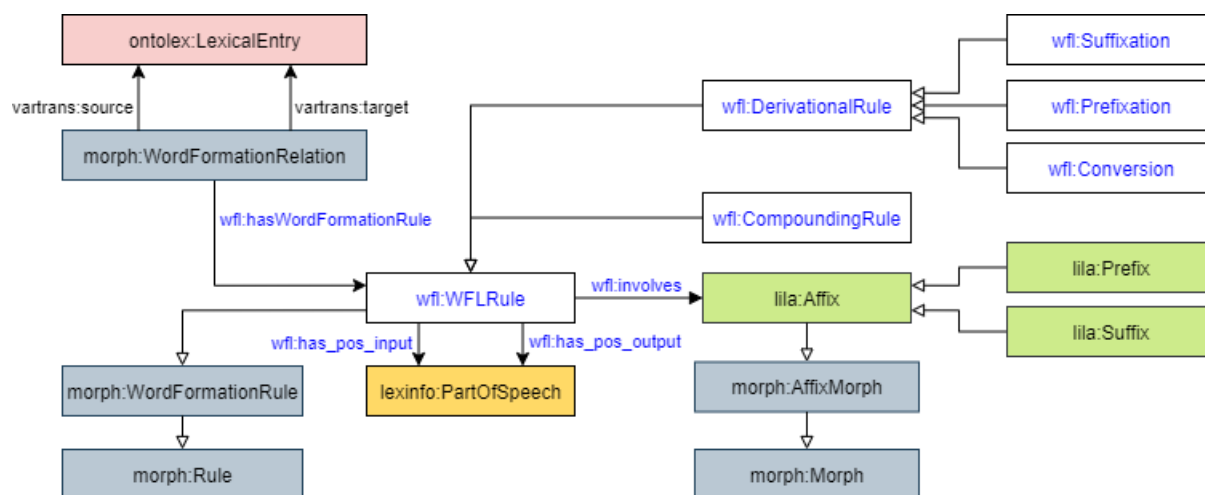 ontolex:LexicalEntry
wfl:Suffixation
vartrans:source
vartrans:target
wfl:DerivationalRule
wfl:Prefixation
morph:WordFormationRelation
wfl:Conversion
wfl:hasWordFormationRule
wfl:CompoundingRule
lila:Prefix
wfl:WFLRule
wfl:involves
lila:Affix
lila:Suffix
wfl:has_pos_input
wfl:has_pos_output
morph:WordFormationRule
lexinfo:PartOfSpeech
morph:AffixMorph
morph:Rule
morph:Morph